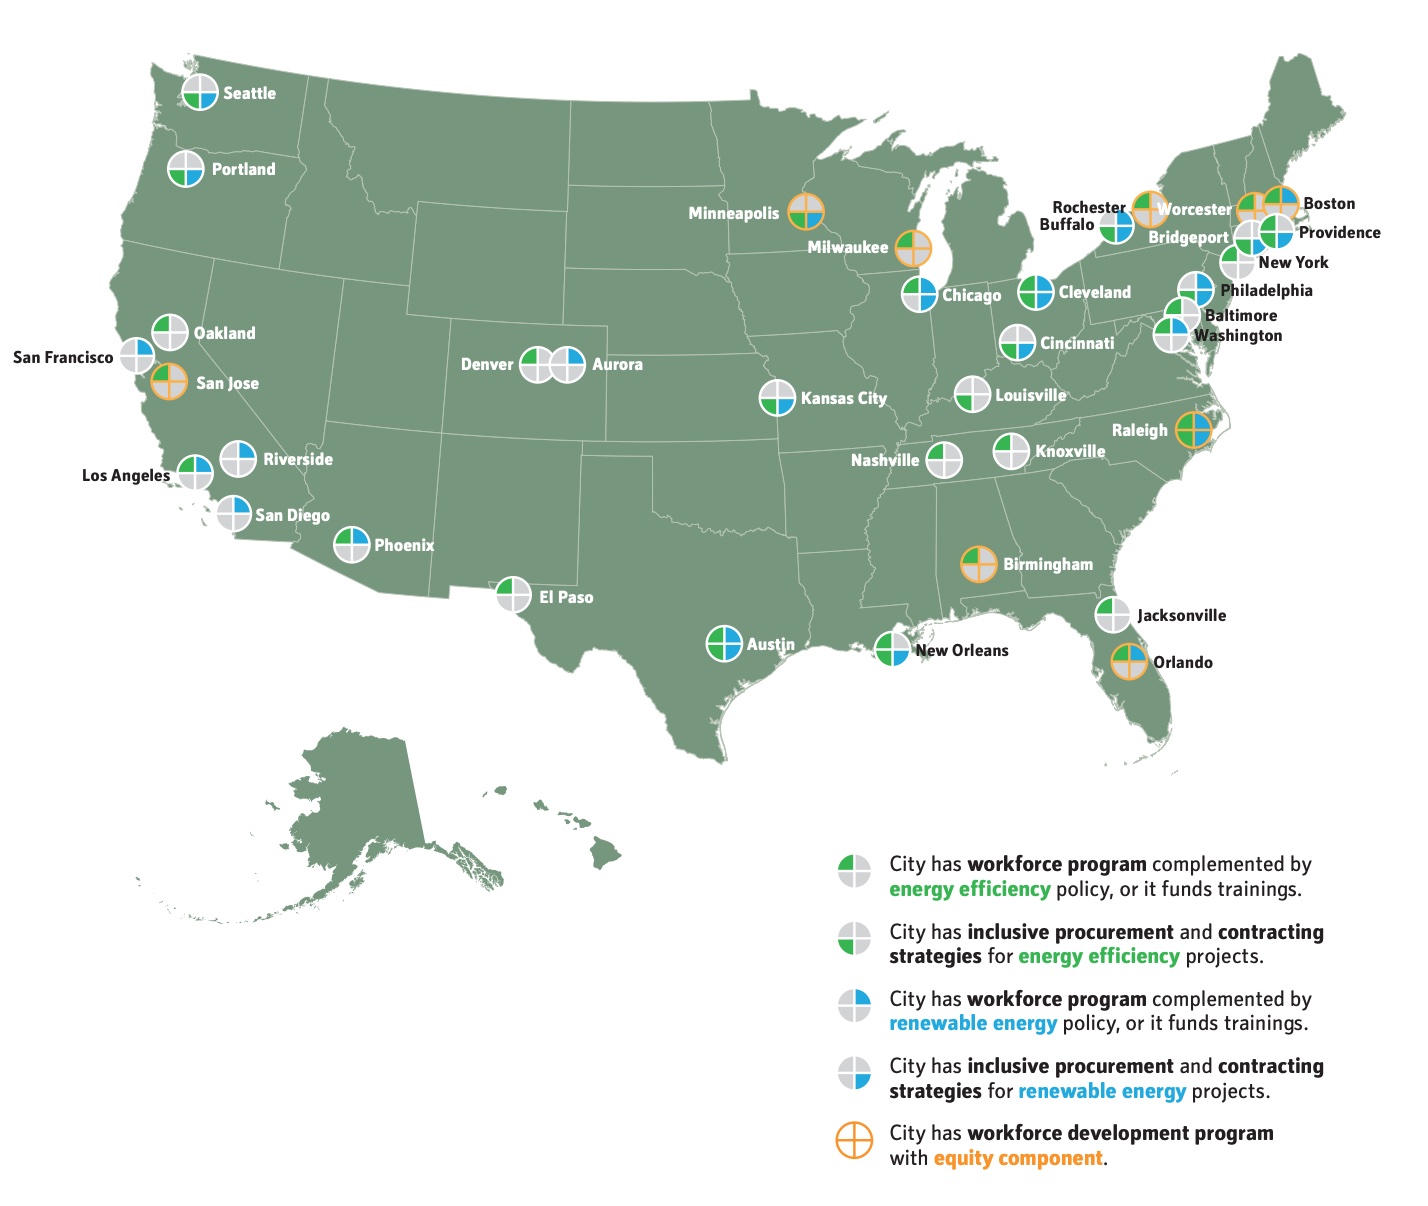 Seattle
Portland
Minneapolis
Milwaukee
Rochester
Worcester
Boston
Buffalo
Bridgeport
Providence
New York
Chicago
Cleveland
Philadelphia
Baltimore
Washington
Oakland
San Francisco
San Jose
Denver
Aurora
Cincinnati
Kansas City
Louisville
Raleigh
Nashville
Knoxville
Riverside
Los Angeles
San Diego
Phoenix
Birmingham
El Paso
Jacksonville
Austin
New Orleans
Orlando
City has workforce program complemented by
energy efficiency policy, or it funds trainings.
City has inclusive procurement and contracting
strategies for energy efficiency projects.
City has workforce program complemented by
renewable energy policy, or it funds trainings.
City has inclusive procurement and contracting
strategies for renewable energy projects.
City has workforce development program
with equity component.